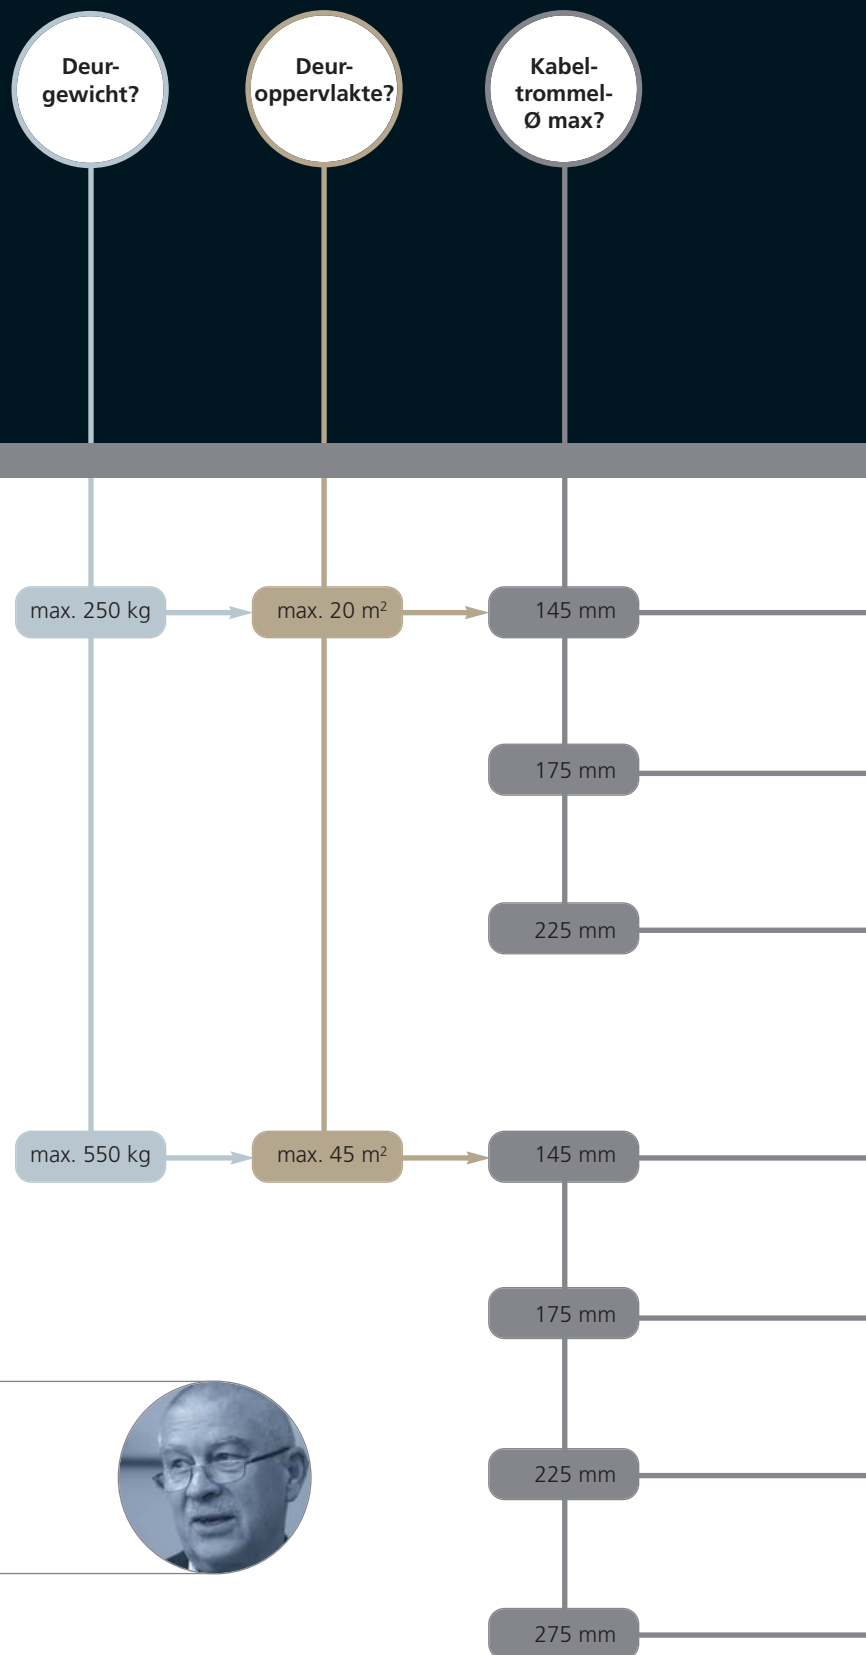 Deur-
gewicht?
Deur-
oppervlakte?
Kabel-
trommel-
Ø max?
max. 250 kg
max. 20 m²
145 mm
175 mm
225 mm
max. 550 kg
max. 45 m²
145 mm
175 mm
225 mm
275 mm